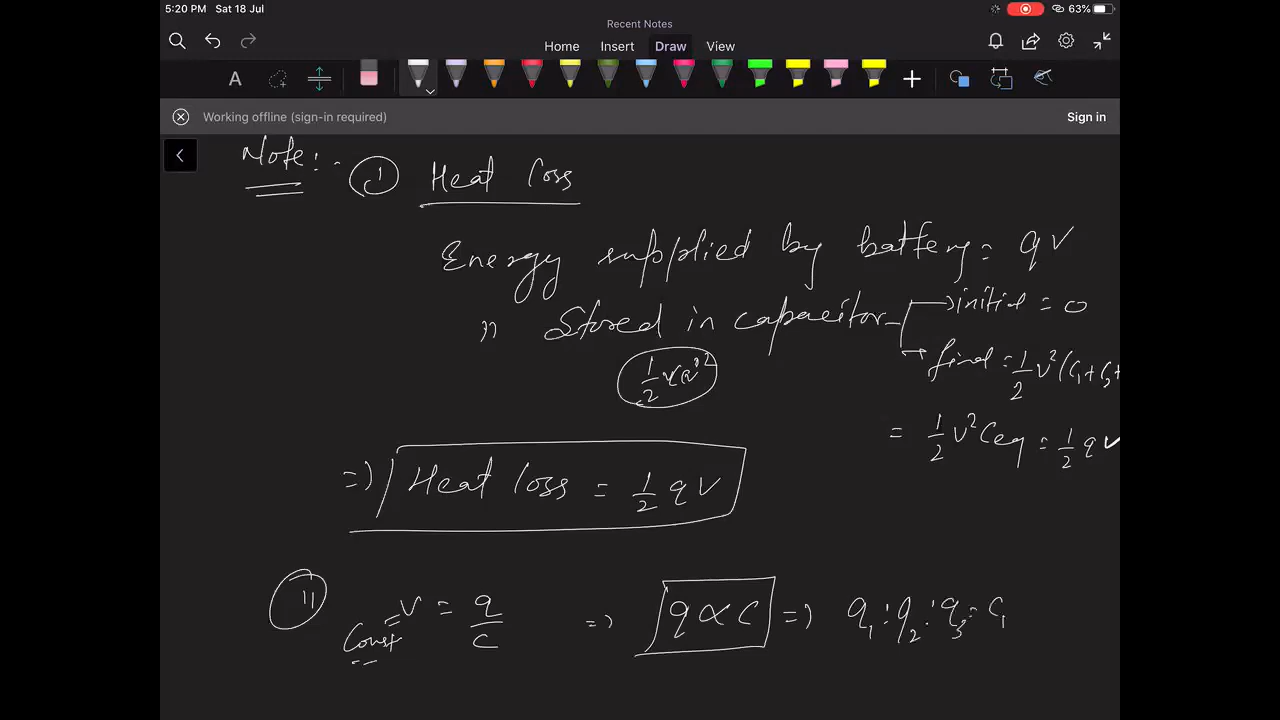 5:20 PM Sat 18 Jul 63%
Recent Notes
Home Insert Draw View
A
Working offline (sign-in required) Sign in
Note:- ① Heat Loss
Energy supplied by battery = qV
〃 Stored in capacitor → initial = 0
→ final = 1/2 V²(C₁+C₂+
1/2
= 1/2 V² Ceq = 1/2 qV
=) Heat loss = 1/2 qV
II V = q/C => q ∝ C => q₁ : q₂ : q₃ = C₁
Const